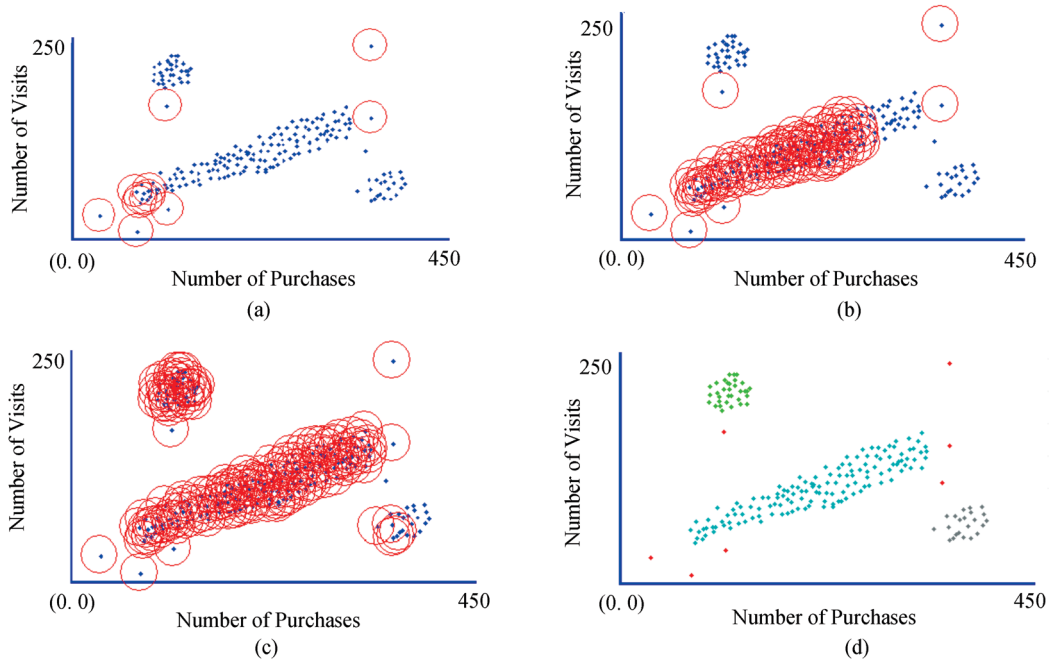 250
Number of Visits
(0. 0)
450
Number of Purchases
(a)
250
Number of Visits
(0. 0)
450
Number of Purchases
(b)
250
Number of Visits
(0. 0)
450
Number of Purchases
(c)
250
Number of Visits
(0. 0)
450
Number of Purchases
(d)